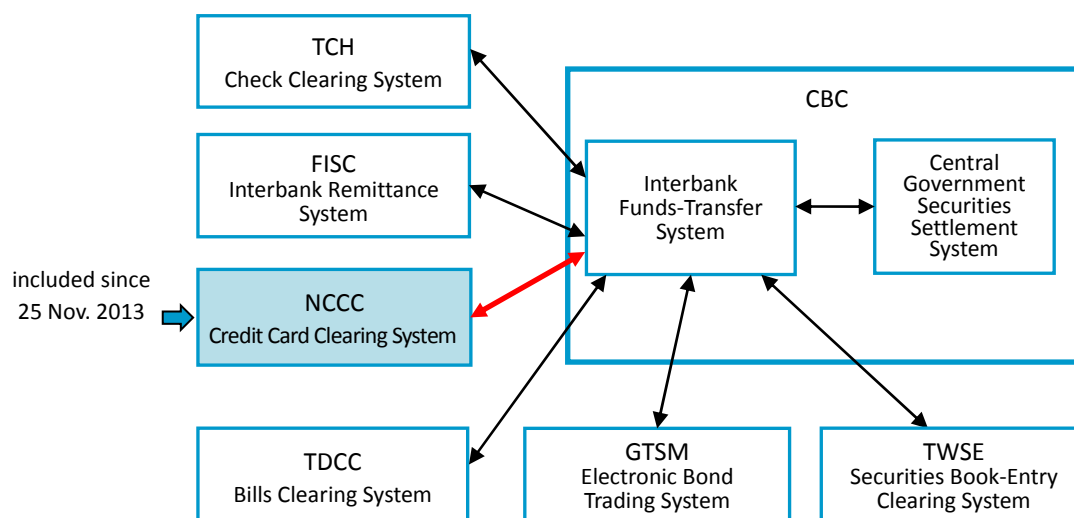 TCH
Check Clearing System
CBC
FISC
Interbank Remittance
System
Interbank
Funds-Transfer
System
Central
Government
Securities
Settlement
System
included since
25 Nov. 2013
NCCC
Credit Card Clearing System
TDCC
Bills Clearing System
GTSM
Electronic Bond
Trading System
TWSE
Securities Book-Entry
Clearing System